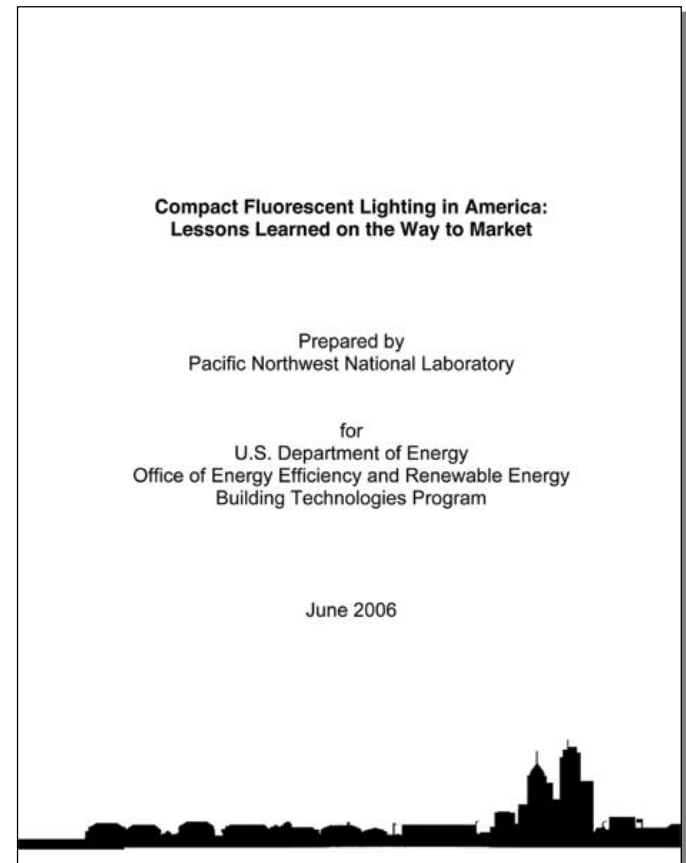 Compact Fluorescent Lighting in America:
Lessons Learned on the Way to Market
Prepared by
Pacific Northwest National Laboratory
for
U.S. Department of Energy
Office of Energy Efficiency and Renewable Energy
Building Technologies Program
June 2006